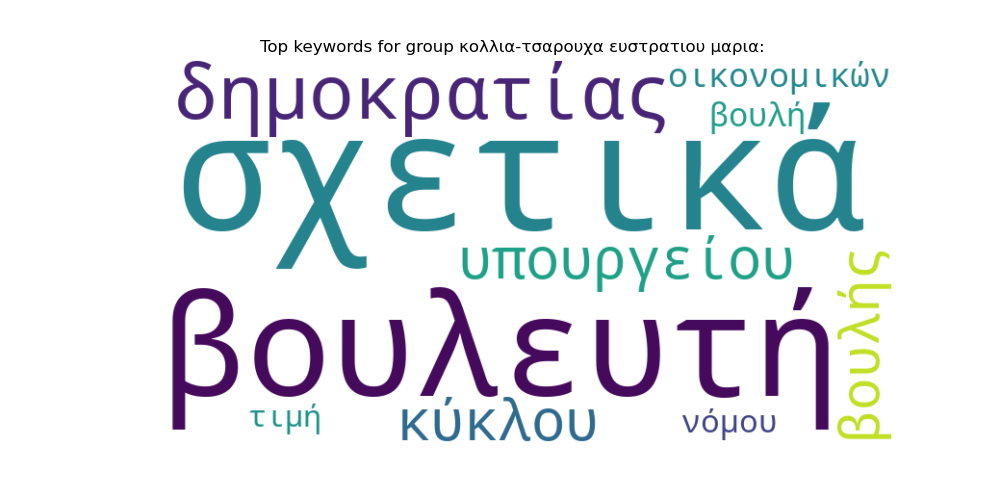 Top keywords for group κολλια-τσαρουχα ευστρατιου μαρια:
δημοκρατίας
οικονομικών
βουλή
σχετικά
υπουργείου
βουλής
βουλευτή
τιμή
κύκλου
νόμου